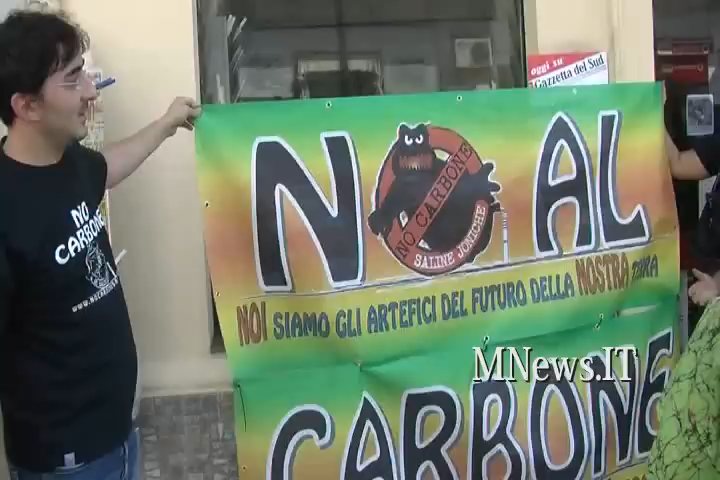 oggi su
Gazzetta del Sud
NO AL
NO CARBONE
SALINE JONICHE
NOI SIAMO GLI ARTEFICI DEL FUTURO DELLA NOSTRA TERRA
CARBONE
MNews.IT
NO
CARBONE